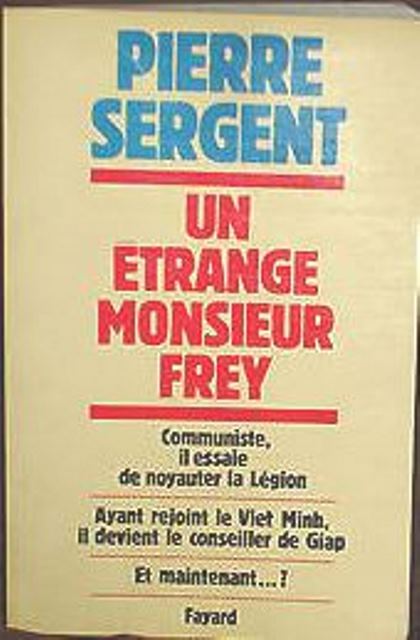 PIERRE
SERGENT
UN
ETRANGE
MONSIEUR
FREY
Communiste,
il essaie
de noyauter la Légion
Ayant rejoint le Viet Minh,
il devient le conseiller de Giap
Et maintenant...?
Fayard